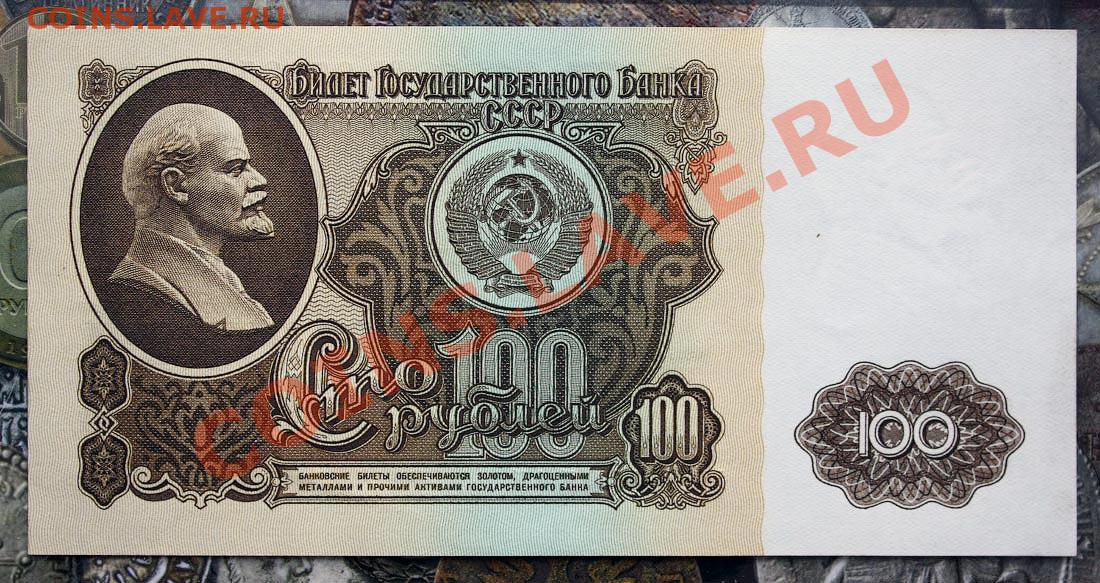 COINS.LAVE.RU
БИЛЕТ ГОСУДАРСТВЕННОГО БАНКА
СССР
COINS.LAVE.RU
100
Сто
рублей
100
100
БАНКОВСКИЕ БИЛЕТЫ ОБЕСПЕЧИВАЮТСЯ ЗОЛОТОМ, ДРАГОЦЕННЫМИ
МЕТАЛЛАМИ И ПРОЧИМИ АКТИВАМИ ГОСУДАРСТВЕННОГО БАНКА